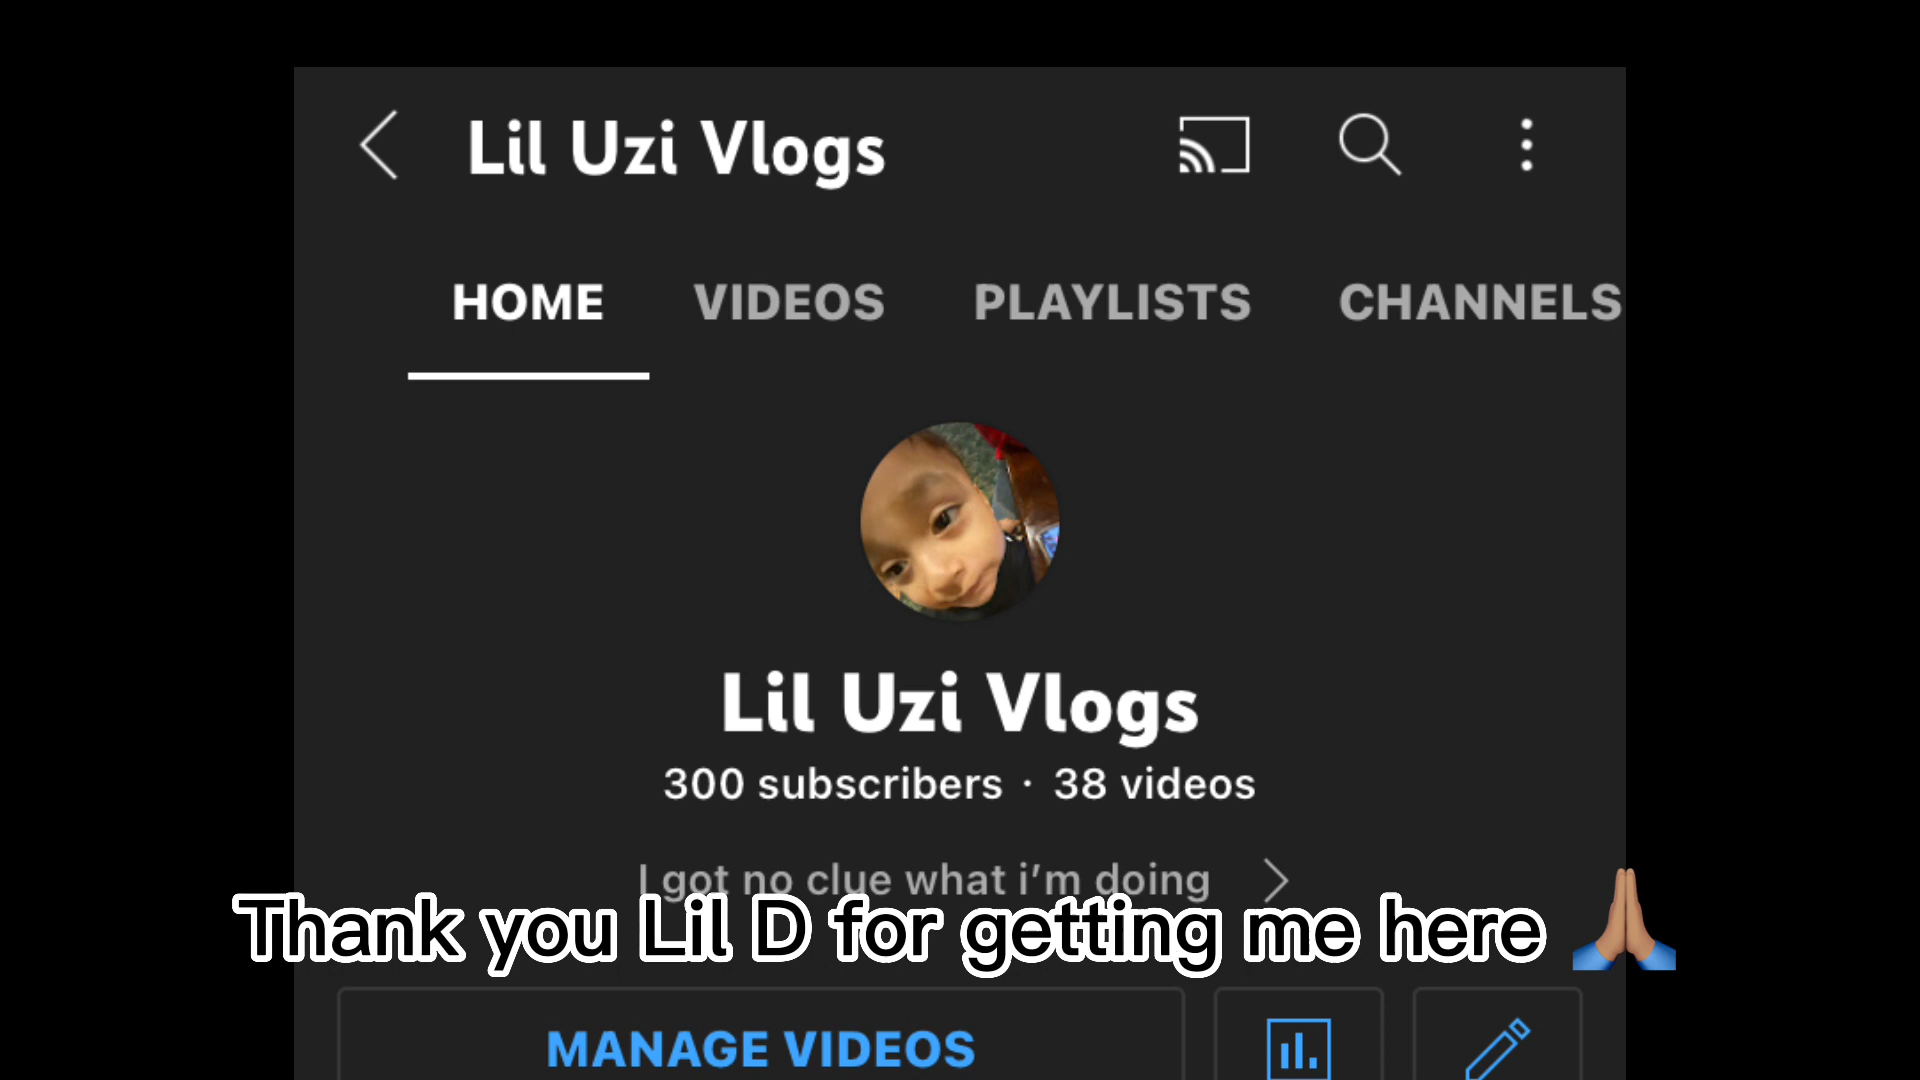 Lil Uzi Vlogs
HOME VIDEOS PLAYLISTS CHANNELS
Lil Uzi Vlogs
300 subscribers · 38 videos
I got no clue what i'm doing
Thank you Lil D for getting me here 🙏🏽
MANAGE VIDEOS